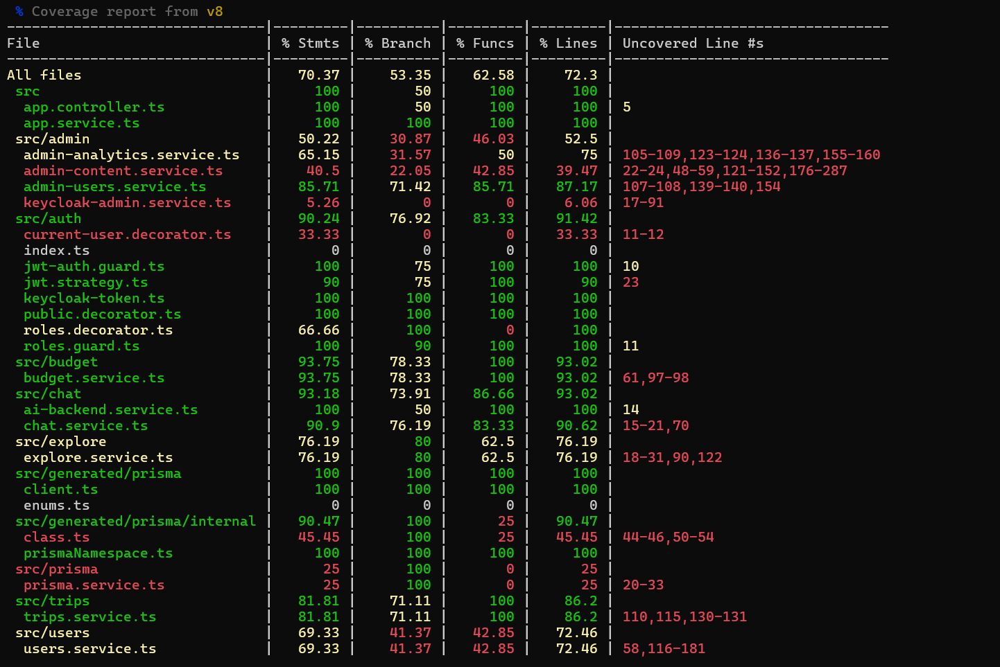 % Coverage report from v8
-------------------------------|---------|----------|---------|---------|---------------------------------
File                           | % Stmts | % Branch | % Funcs | % Lines | Uncovered Line #s
-------------------------------|---------|----------|---------|---------|---------------------------------
All files                      |   70.37 |    53.35 |   62.58 |    72.3 |
 src                           |     100 |       50 |     100 |     100 |
  app.controller.ts            |     100 |       50 |     100 |     100 | 5
  app.service.ts               |     100 |      100 |     100 |     100 |
 src/admin                     |   50.22 |    30.87 |   46.03 |    52.5 |
  admin-analytics.service.ts   |   65.15 |    31.57 |      50 |      75 | 105-109,123-124,136-137,155-160
  admin-content.service.ts     |    40.5 |    22.05 |   42.85 |   39.47 | 22-24,48-59,121-152,176-287
  admin-users.service.ts       |   85.71 |    71.42 |   85.71 |   87.17 | 107-108,139-140,154
  keycloak-admin.service.ts    |    5.26 |        0 |       0 |    6.06 | 17-91
 src/auth                      |   90.24 |    76.92 |   83.33 |   91.42 |
  current-user.decorator.ts    |   33.33 |        0 |       0 |   33.33 | 11-12
  index.ts                     |       0 |        0 |       0 |       0 |
  jwt-auth.guard.ts            |     100 |       75 |     100 |     100 | 10
  jwt.strategy.ts              |      90 |       75 |     100 |      90 | 23
  keycloak-token.ts            |     100 |      100 |     100 |     100 |
  public.decorator.ts          |     100 |      100 |     100 |     100 |
  roles.decorator.ts           |   66.66 |      100 |       0 |     100 |
  roles.guard.ts               |     100 |       90 |     100 |     100 | 11
 src/budget                    |   93.75 |    78.33 |     100 |   93.02 |
  budget.service.ts            |   93.75 |    78.33 |     100 |   93.02 | 61,97-98
 src/chat                      |   93.18 |    73.91 |   86.66 |   93.02 |
  ai-backend.service.ts        |     100 |       50 |     100 |     100 | 14
  chat.service.ts              |    90.9 |    76.19 |   83.33 |   90.62 | 15-21,70
 src/explore                   |   76.19 |       80 |    62.5 |   76.19 |
  explore.service.ts           |   76.19 |       80 |    62.5 |   76.19 | 18-31,90,122
 src/generated/prisma          |     100 |      100 |     100 |     100 |
  client.ts                    |     100 |      100 |     100 |     100 |
  enums.ts                     |       0 |        0 |       0 |       0 |
 src/generated/prisma/internal |   90.47 |      100 |      25 |   90.47 |
  class.ts                     |   45.45 |      100 |      25 |   45.45 | 44-46,50-54
  prismaNamespace.ts           |     100 |      100 |     100 |     100 |
 src/prisma                    |      25 |      100 |       0 |      25 |
  prisma.service.ts            |      25 |      100 |       0 |      25 | 20-33
 src/trips                     |   81.81 |    71.11 |     100 |    86.2 |
  trips.service.ts             |   81.81 |    71.11 |     100 |    86.2 | 110,115,130-131
 src/users                     |   69.33 |    41.37 |   42.85 |   72.46 |
  users.service.ts             |   69.33 |    41.37 |   42.85 |   72.46 | 58,116-181